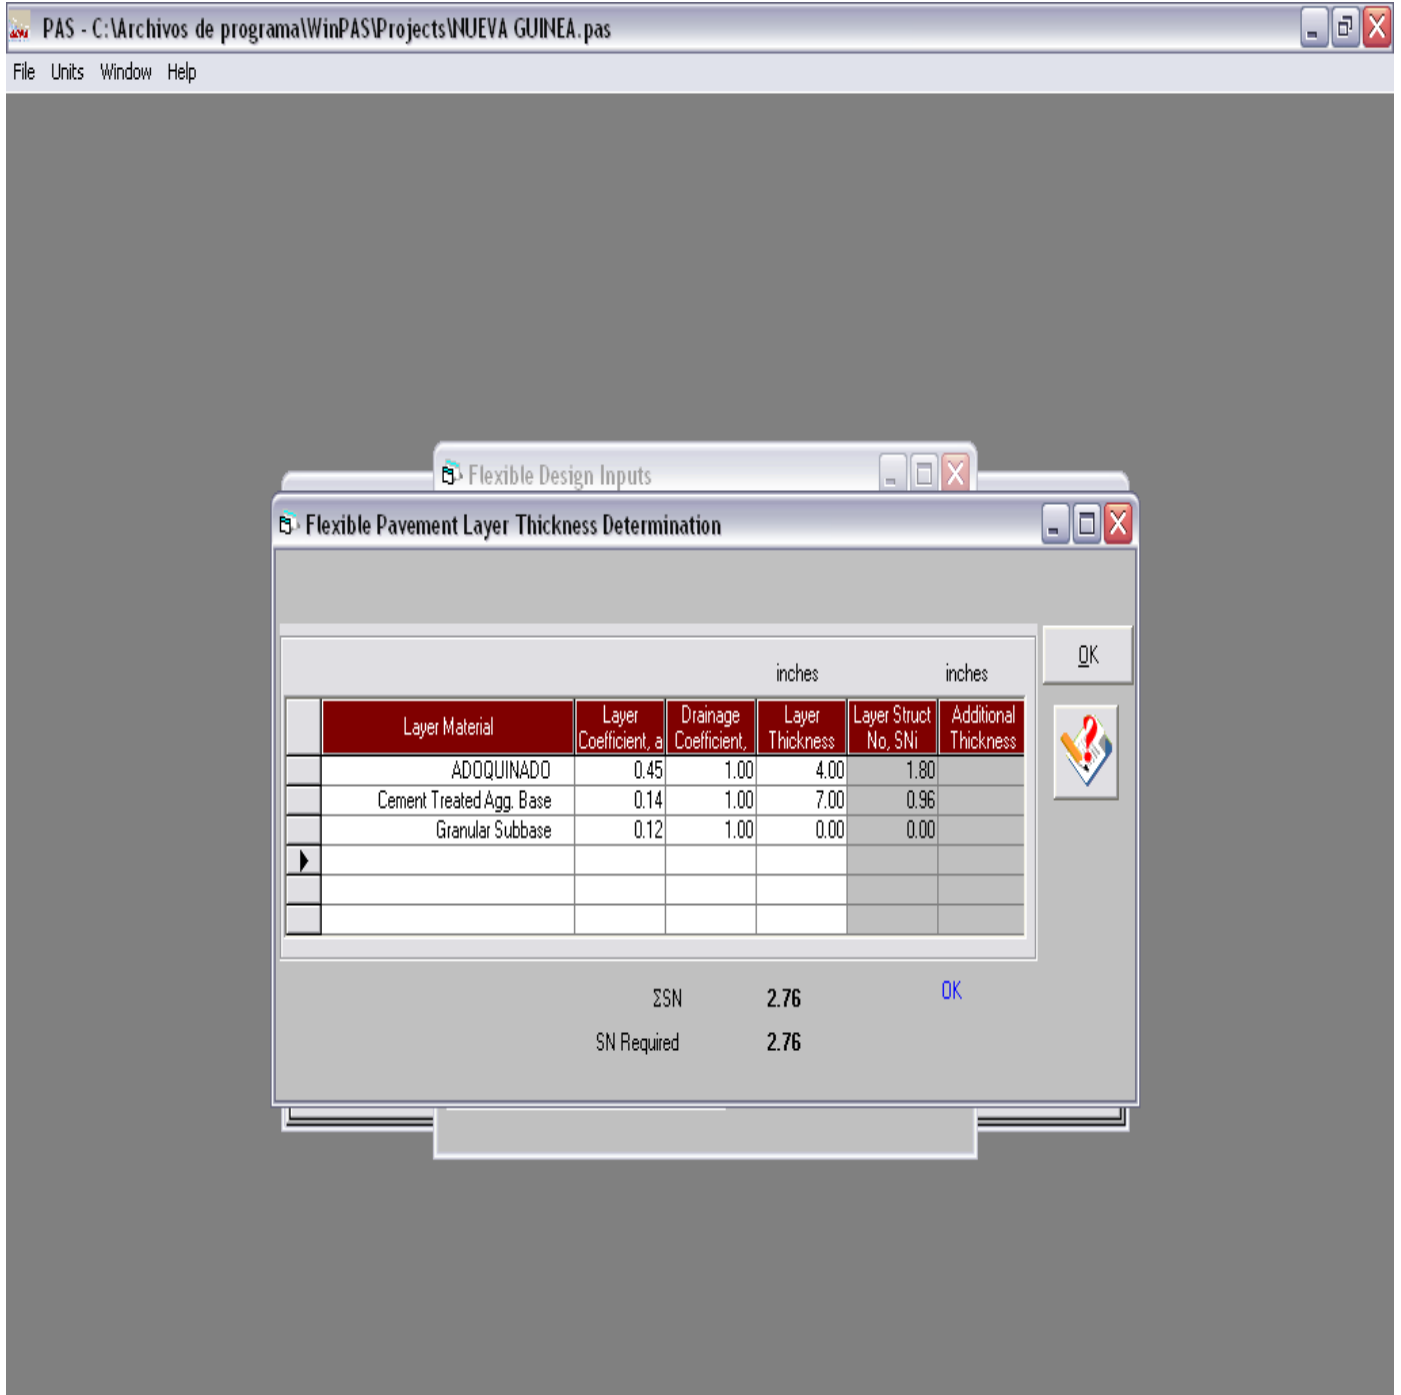 PAS - C:\Archivos de programa\WinPAS\Projects\NUEVA GUINEA.pas
File Units Window Help
Flexible Design Inputs
Flexible Pavement Layer Thickness Determination
OK
inches inches
Layer Material Layer Coefficient, a Drainage Coefficient, Layer Thickness Layer Struct No, SNi Additional Thickness
ADOQUINADO 0.45 1.00 4.00 1.80
Cement Treated Agg. Base 0.14 1.00 7.00 0.96
Granular Subbase 0.12 1.00 0.00 0.00
ΣSN 2.76 OK
SN Required 2.76